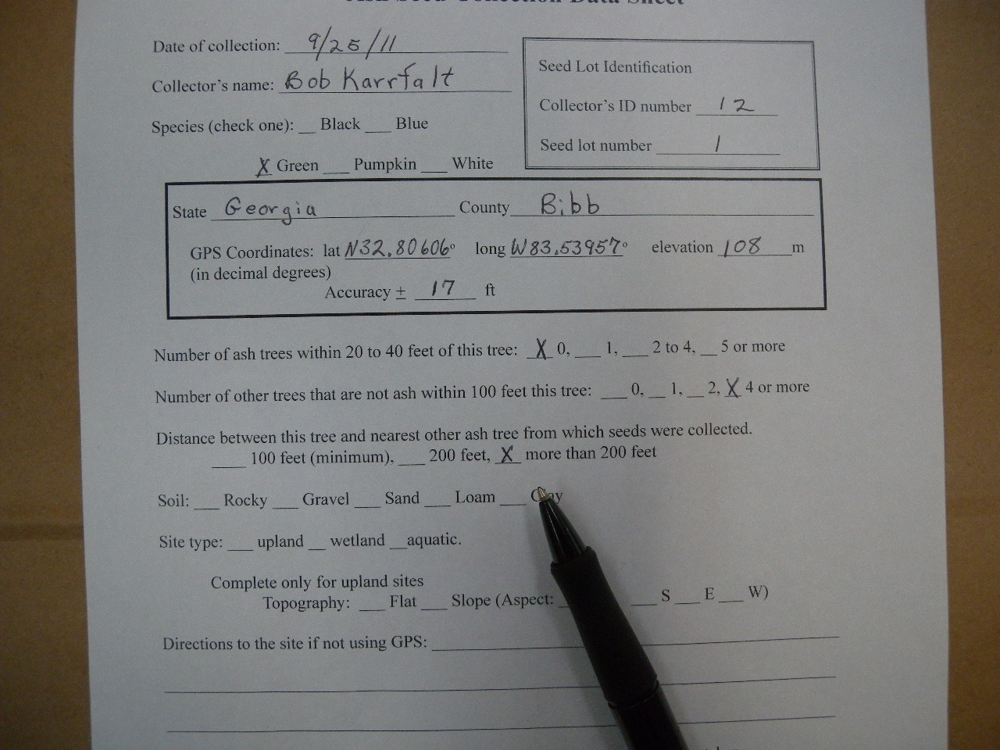 Ash Seed Collection Data Sheet
Date of collection: 9/25/11
Collector's name: Bob Karrfalt
Species (check one): __ Black ___ Blue
X Green ___ Pumpkin ___ White
Seed Lot Identification
Collector's ID number 12
Seed lot number 1
State Georgia County Bibb
GPS Coordinates: lat N32.80606° long W83.53957° elevation 108 m
(in decimal degrees)
Accuracy ± 17 ft
Number of ash trees within 20 to 40 feet of this tree: X 0, ___ 1, ___ 2 to 4, __ 5 or more
Number of other trees that are not ash within 100 feet this tree: ___ 0, __ 1, __ 2, X 4 or more
Distance between this tree and nearest other ash tree from which seeds were collected.
____ 100 feet (minimum), ___ 200 feet, X more than 200 feet
Soil: ___ Rocky ___ Gravel ___ Sand ___ Loam ___ Clay
Site type: ___ upland __ wetland __aquatic.
Complete only for upland sites
Topography: ___ Flat ___ Slope (Aspect: ___ S ___ E ___ W)
Directions to the site if not using GPS: